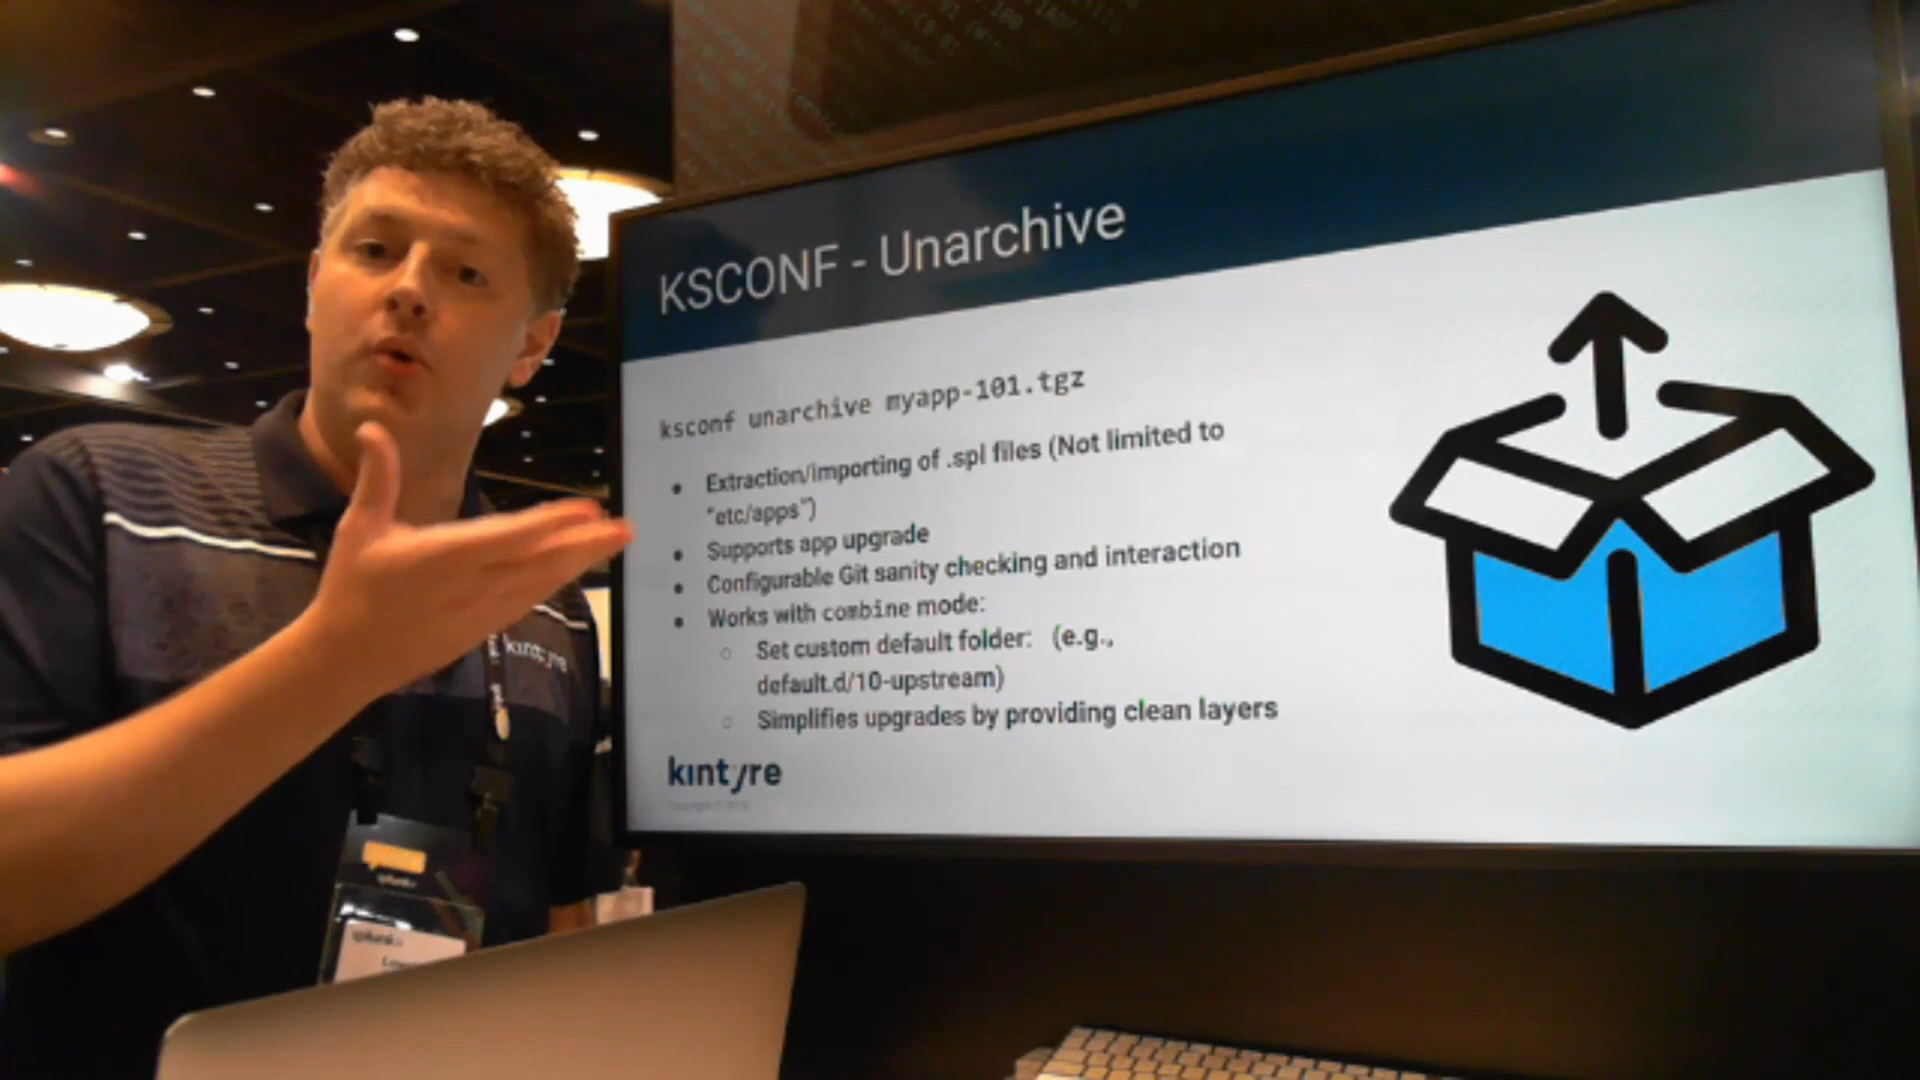 KSCONF - Unarchive
ksconf unarchive myapp-101.tgz
● Extraction/importing of .spl files (Not limited to
"etc/apps")
● Supports app upgrade
● Configurable Git sanity checking and interaction
● Works with combine mode:
○ Set custom default folder: (e.g.,
default.d/10-upstream)
○ Simplifies upgrades by providing clean layers
kintyre
kintyre
splunk>